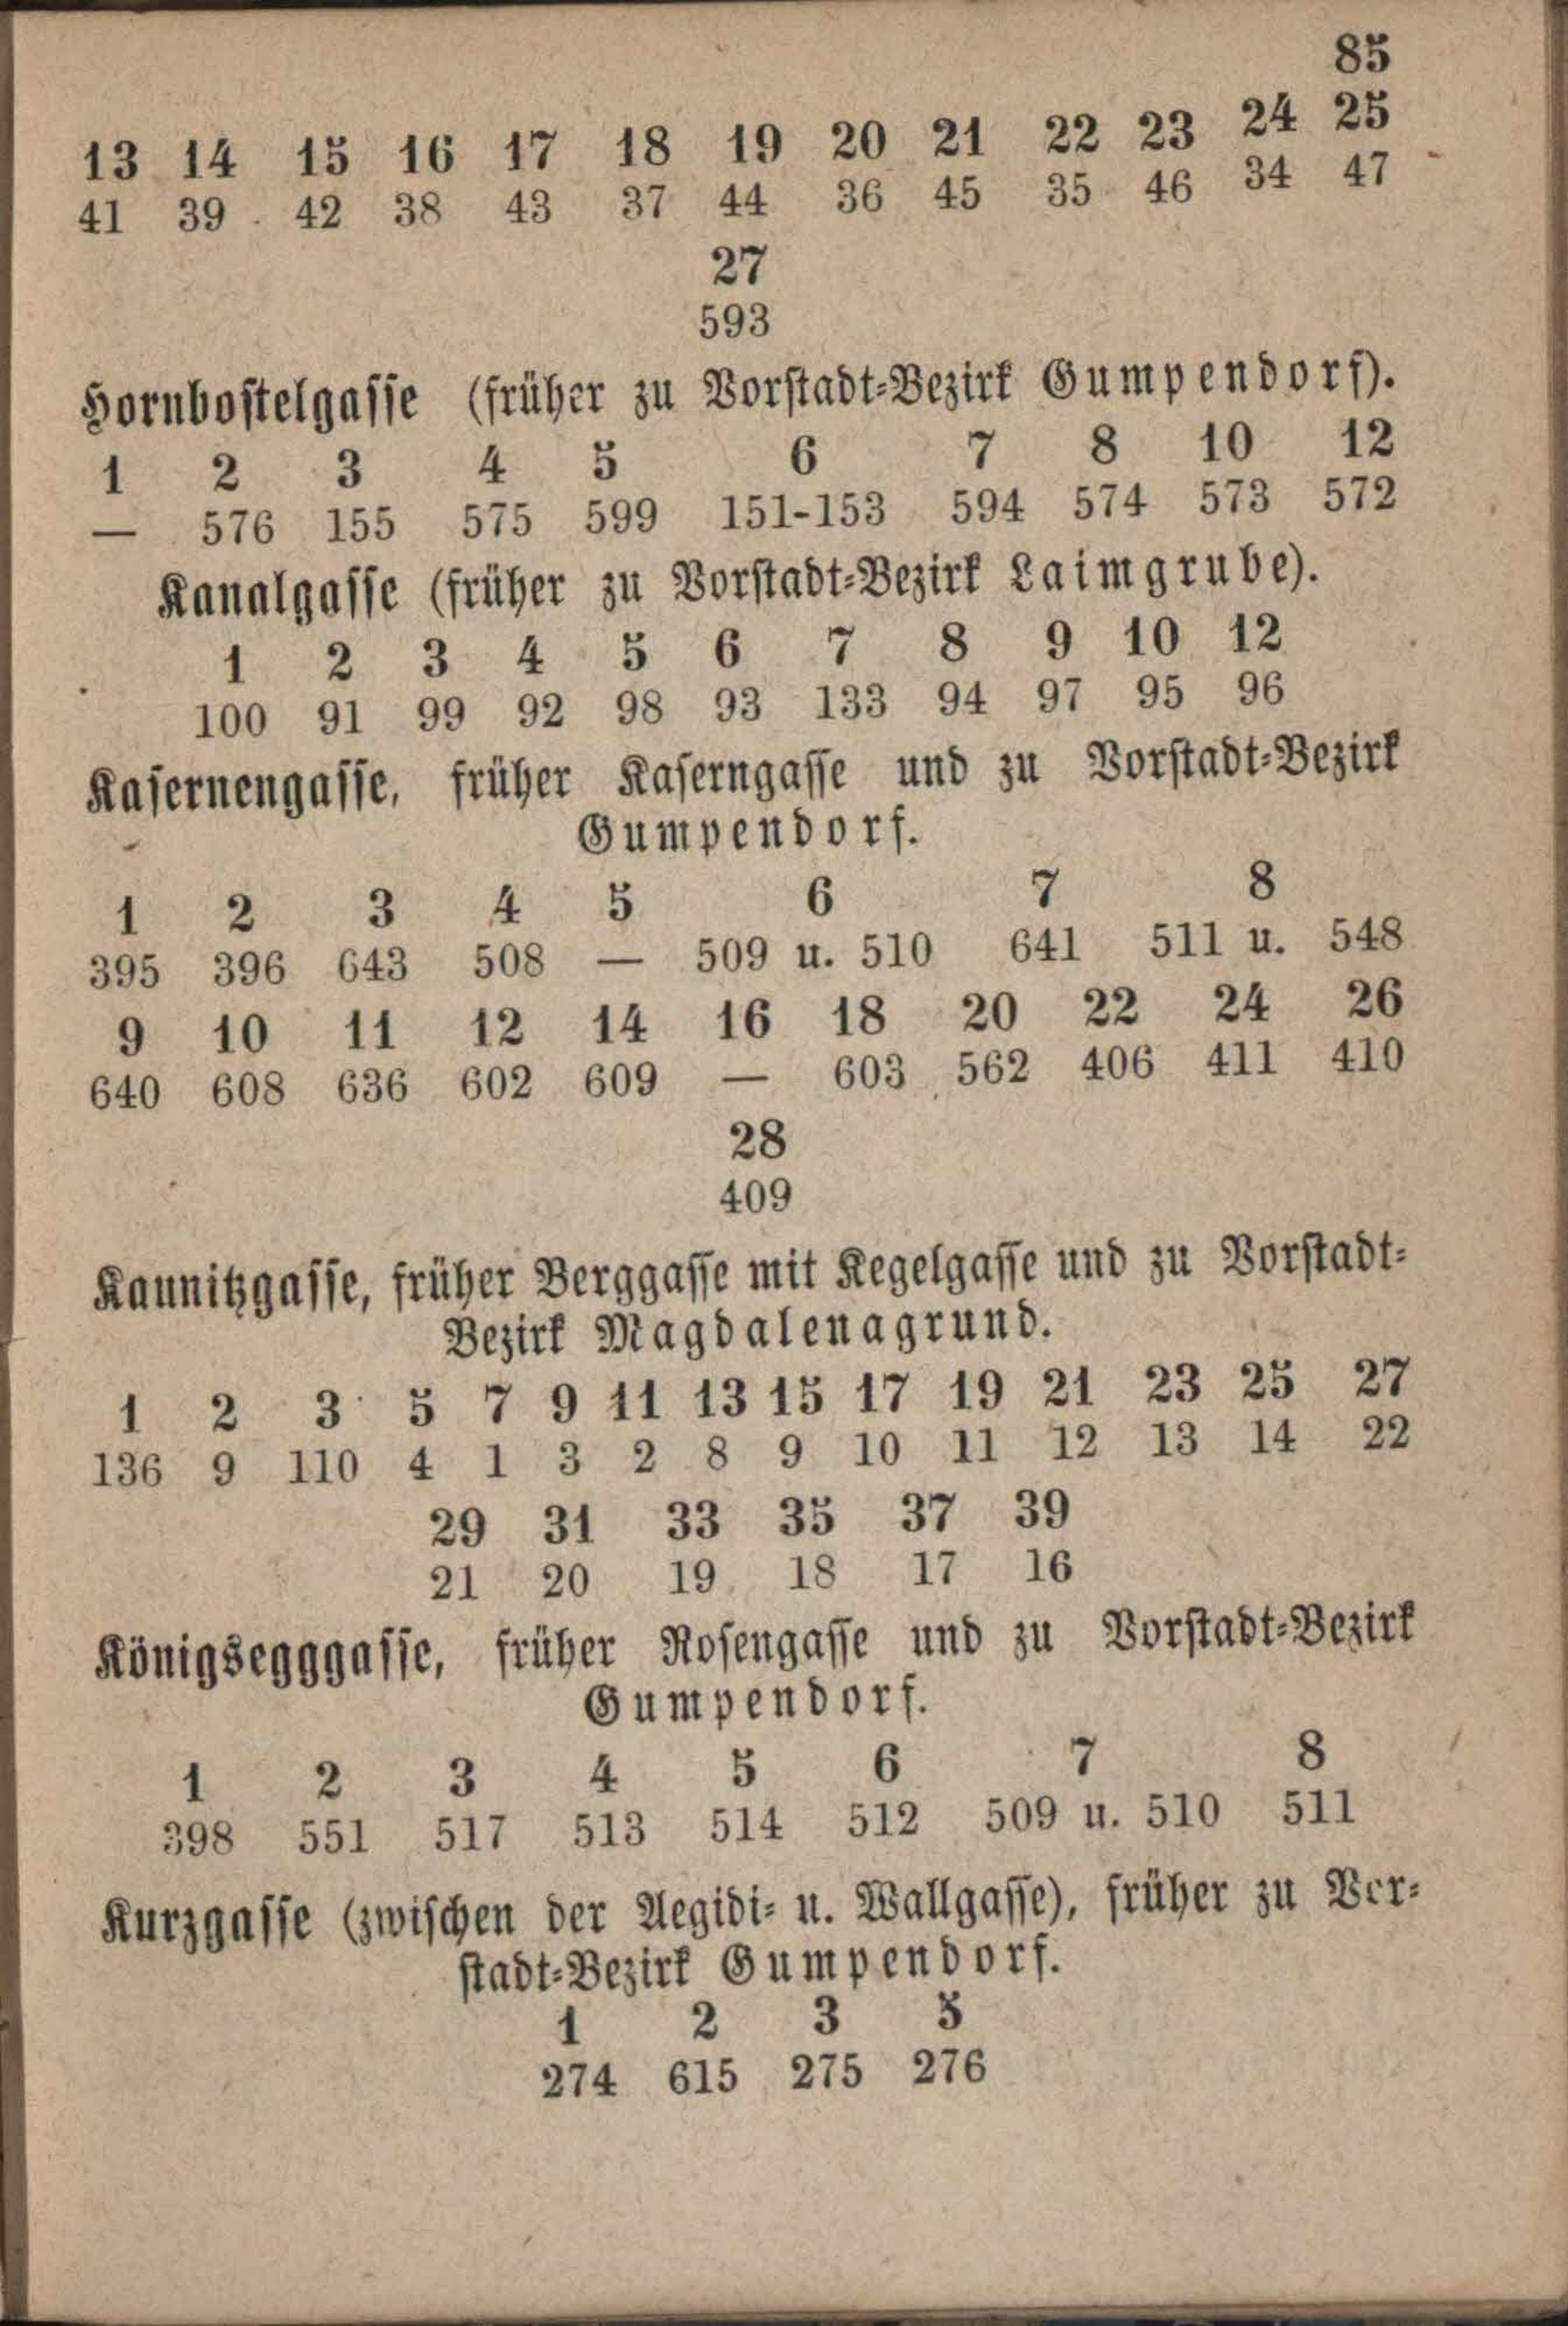 85
13 14 15 16 17 18 19 20 21 22 23 24 25
41 39 42 38 43 37 44 36 45 35 46 34 47
27
593
Hornbostelgasse (früher zu Vorstadt-Bezirk Gumpendorf).
1 2 3 4 5 6 7 8 10 12
— 576 155 575 599 151-153 594 574 573 572
Kanalgasse (früher zu Vorstadt-Bezirk Laimgrube).
1 2 3 4 5 6 7 8 9 10 12
100 91 99 92 98 93 133 94 97 95 96
Kasernengasse, früher Kaserngasse und zu Vorstadt-Bezirk
Gumpendorf.
1 2 3 4 5 6 7 8
395 396 643 508 — 509 u. 510 641 511 u. 548
9 10 11 12 14 16 18 20 22 24 26
640 608 636 602 609 — 603 562 406 411 410
28
409
Kaunitzgasse, früher Berggasse mit Kegelgasse und zu Vorstadt-
Bezirk Magdalenagrund.
1 2 3 5 7 9 11 13 15 17 19 21 23 25 27
136 9 110 4 1 3 2 8 9 10 11 12 13 14 22
29 31 33 35 37 39
21 20 19 18 17 16
Königsegggasse, früher Rosengasse und zu Vorstadt-Bezirk
Gumpendorf.
1 2 3 4 5 6 7 8
398 551 517 513 514 512 509 u. 510 511
Kurzgasse (zwischen der Aegidi- u. Wallgasse), früher zu Vor-
stadt-Bezirk Gumpendorf.
1 2 3 5
274 615 275 276